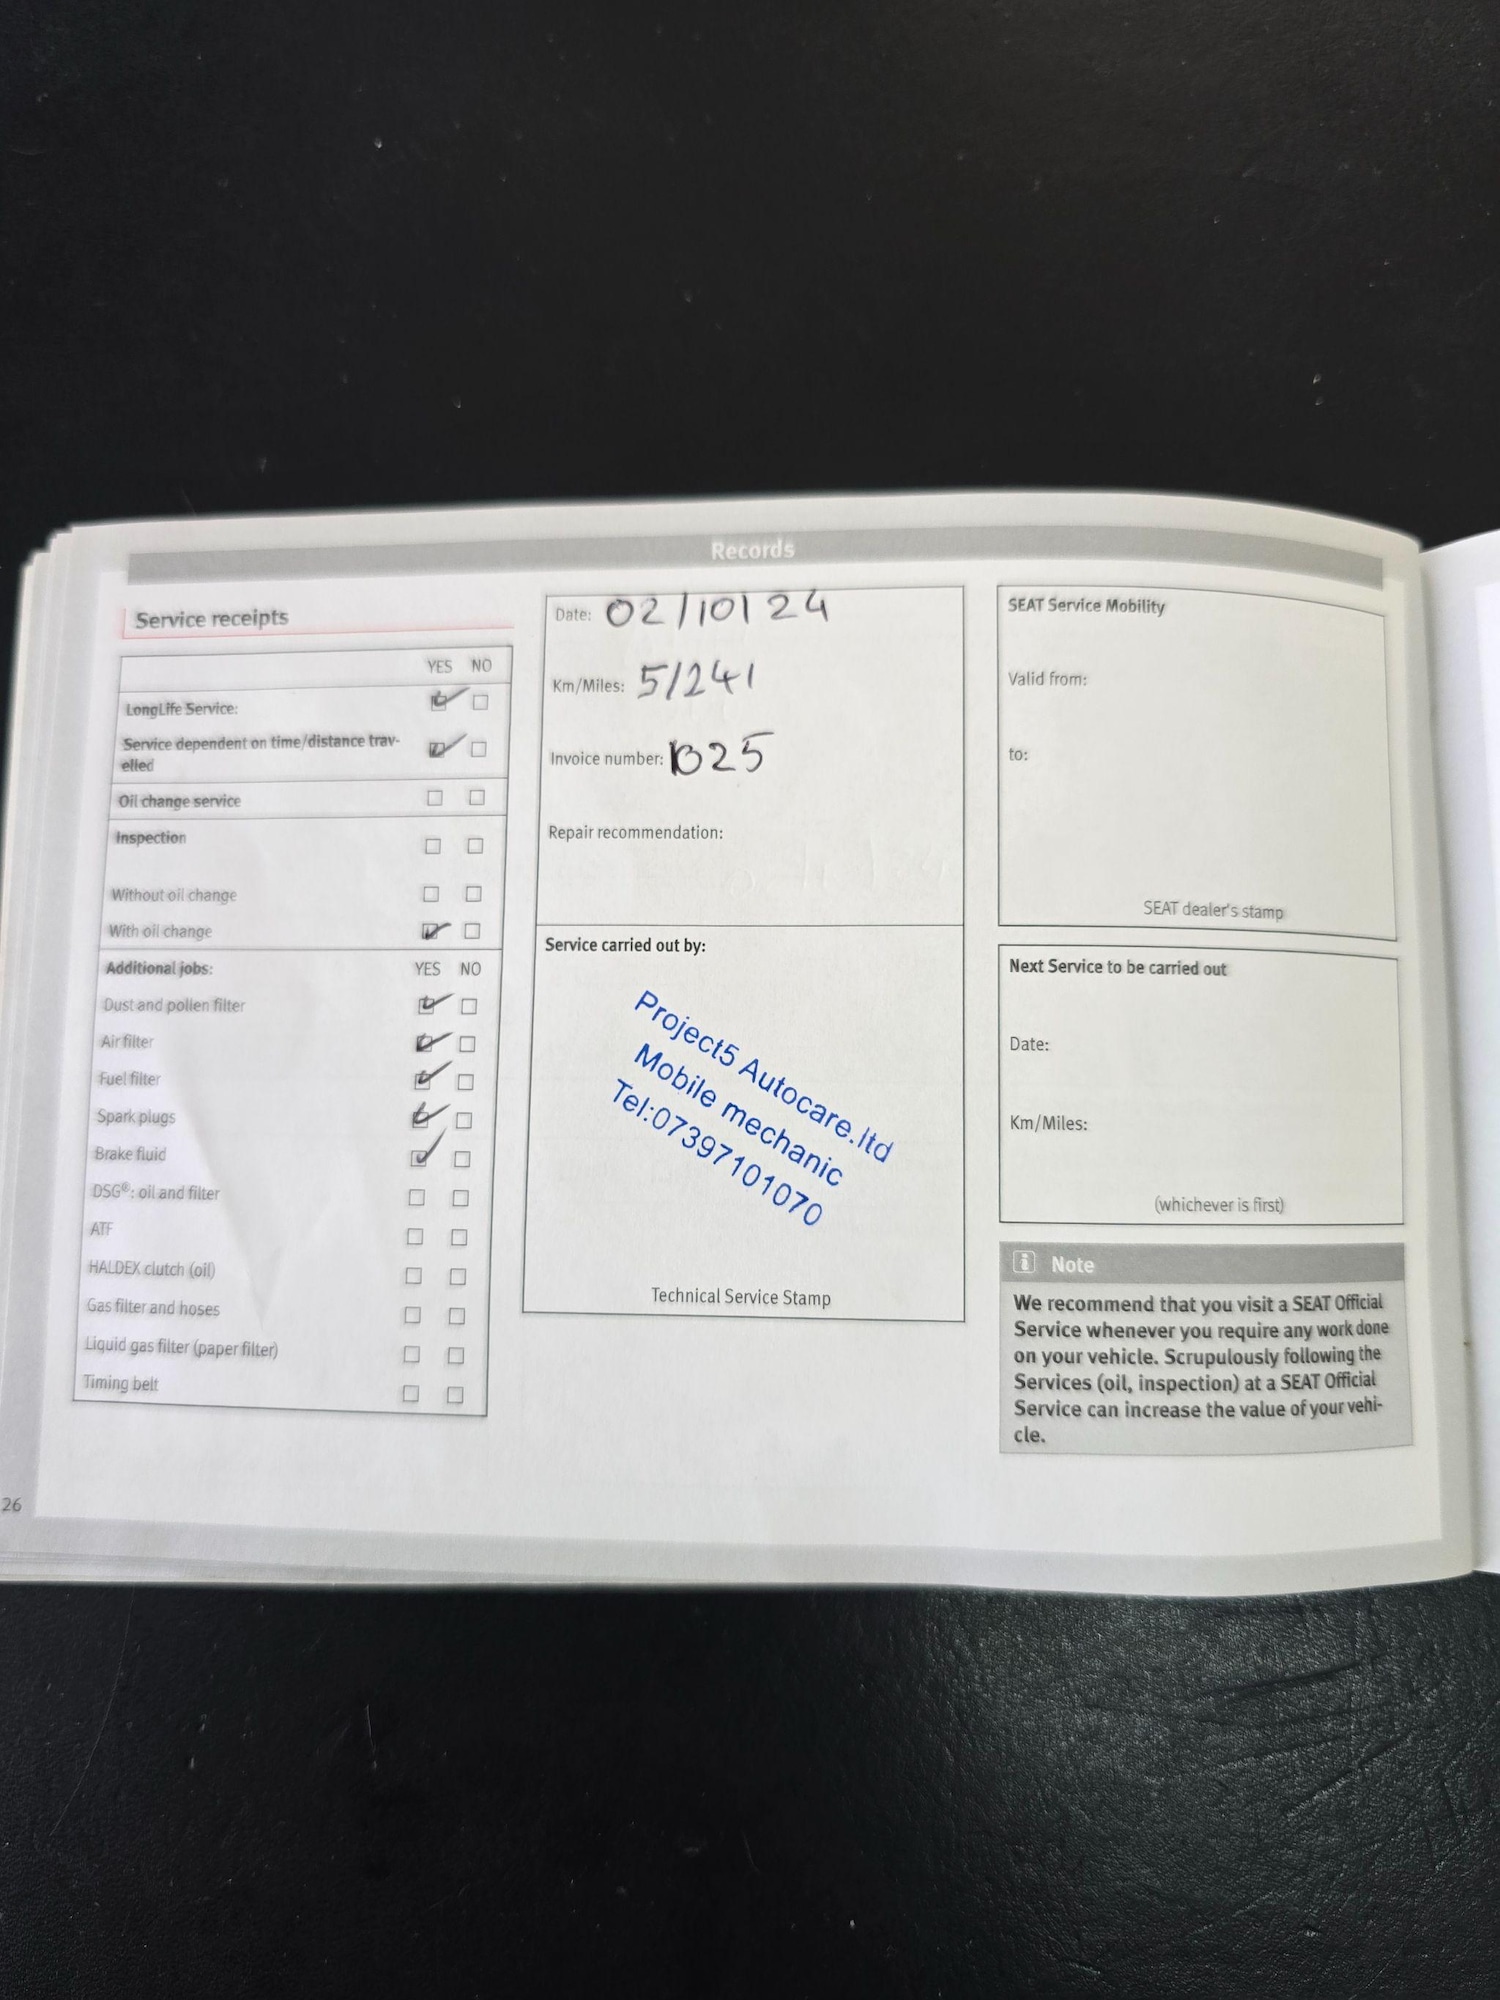 Records
Service receipts
YES NO
LongLife Service:
Service dependent on time/distance trav-
elled
Oil change service
Inspection
Without oil change
With oil change
Additional jobs: YES NO
Dust and pollen filter
Air filter
Fuel filter
Spark plugs
Brake fluid
DSG®: oil and filter
ATF
HALDEX clutch (oil)
Gas filter and hoses
Liquid gas filter (paper filter)
Timing belt
26
Date: 02/10/24
Km/Miles: 51241
Invoice number: 1325
Repair recommendation:
Service carried out by:
Project5 Autocare.ltd
Mobile mechanic
Tel:07397101070
Technical Service Stamp
SEAT Service Mobility
Valid from:
to:
SEAT dealer's stamp
Next Service to be carried out
Date:
Km/Miles:
(whichever is first)
i Note
We recommend that you visit a SEAT Official
Service whenever you require any work done
on your vehicle. Scrupulously following the
Services (oil, inspection) at a SEAT Official
Service can increase the value of your vehi-
cle.